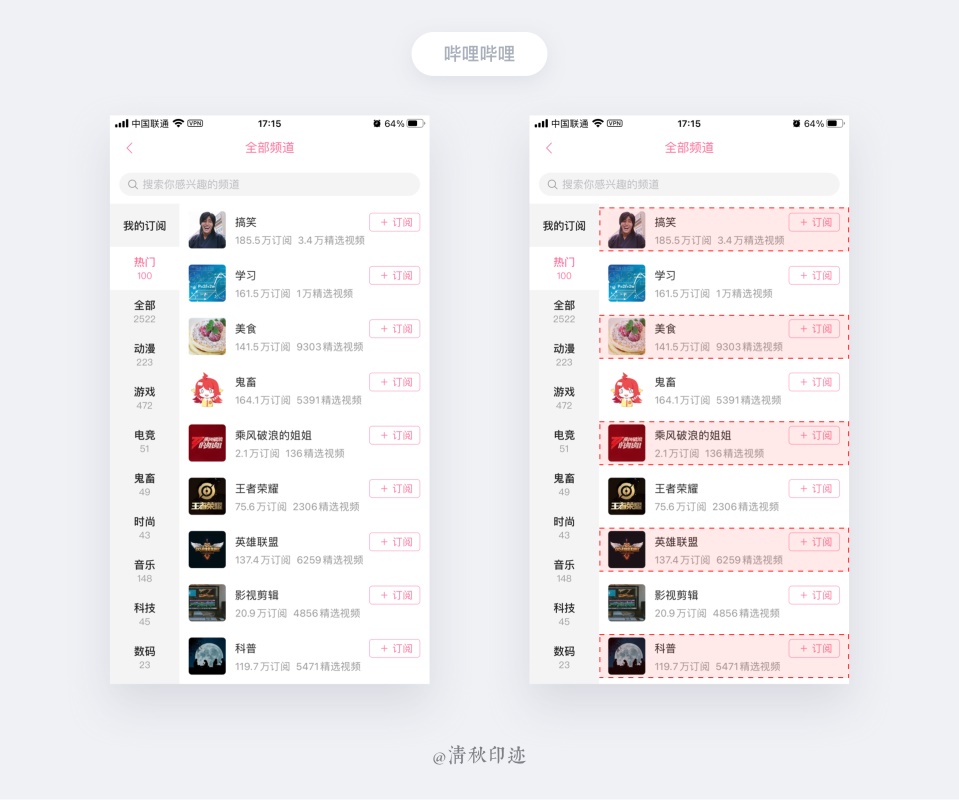 哔哩哔哩
中国联通 VPN 17:15 64%
全部频道
搜索你感兴趣的频道
我的订阅
热门
100
全部
2522
动漫
223
游戏
472
电竞
51
鬼畜
49
时尚
43
音乐
148
科技
45
数码
23
搞笑
185.5万订阅 3.4万精选视频
+ 订阅
学习
161.5万订阅 1万精选视频
+ 订阅
美食
141.5万订阅 9303精选视频
+ 订阅
鬼畜
164.1万订阅 5391精选视频
+ 订阅
乘风破浪的姐姐
2.1万订阅 136精选视频
+ 订阅
王者荣耀
王者荣耀
75.6万订阅 2306精选视频
+ 订阅
英雄联盟
137.4万订阅 6259精选视频
+ 订阅
影视剪辑
20.9万订阅 4856精选视频
+ 订阅
科普
119.7万订阅 5471精选视频
+ 订阅
中国联通 VPN 17:15 64%
全部频道
搜索你感兴趣的频道
我的订阅
热门
100
全部
2522
动漫
223
游戏
472
电竞
51
鬼畜
49
时尚
43
音乐
148
科技
45
数码
23
搞笑
185.5万订阅 3.4万精选视频
+ 订阅
学习
161.5万订阅 1万精选视频
+ 订阅
美食
141.5万订阅 9303精选视频
+ 订阅
鬼畜
164.1万订阅 5391精选视频
+ 订阅
乘风破浪的姐姐
2.1万订阅 136精选视频
+ 订阅
王者荣耀
王者荣耀
75.6万订阅 2306精选视频
+ 订阅
英雄联盟
137.4万订阅 6259精选视频
+ 订阅
影视剪辑
20.9万订阅 4856精选视频
+ 订阅
科普
119.7万订阅 5471精选视频
+ 订阅
@清秋印迹